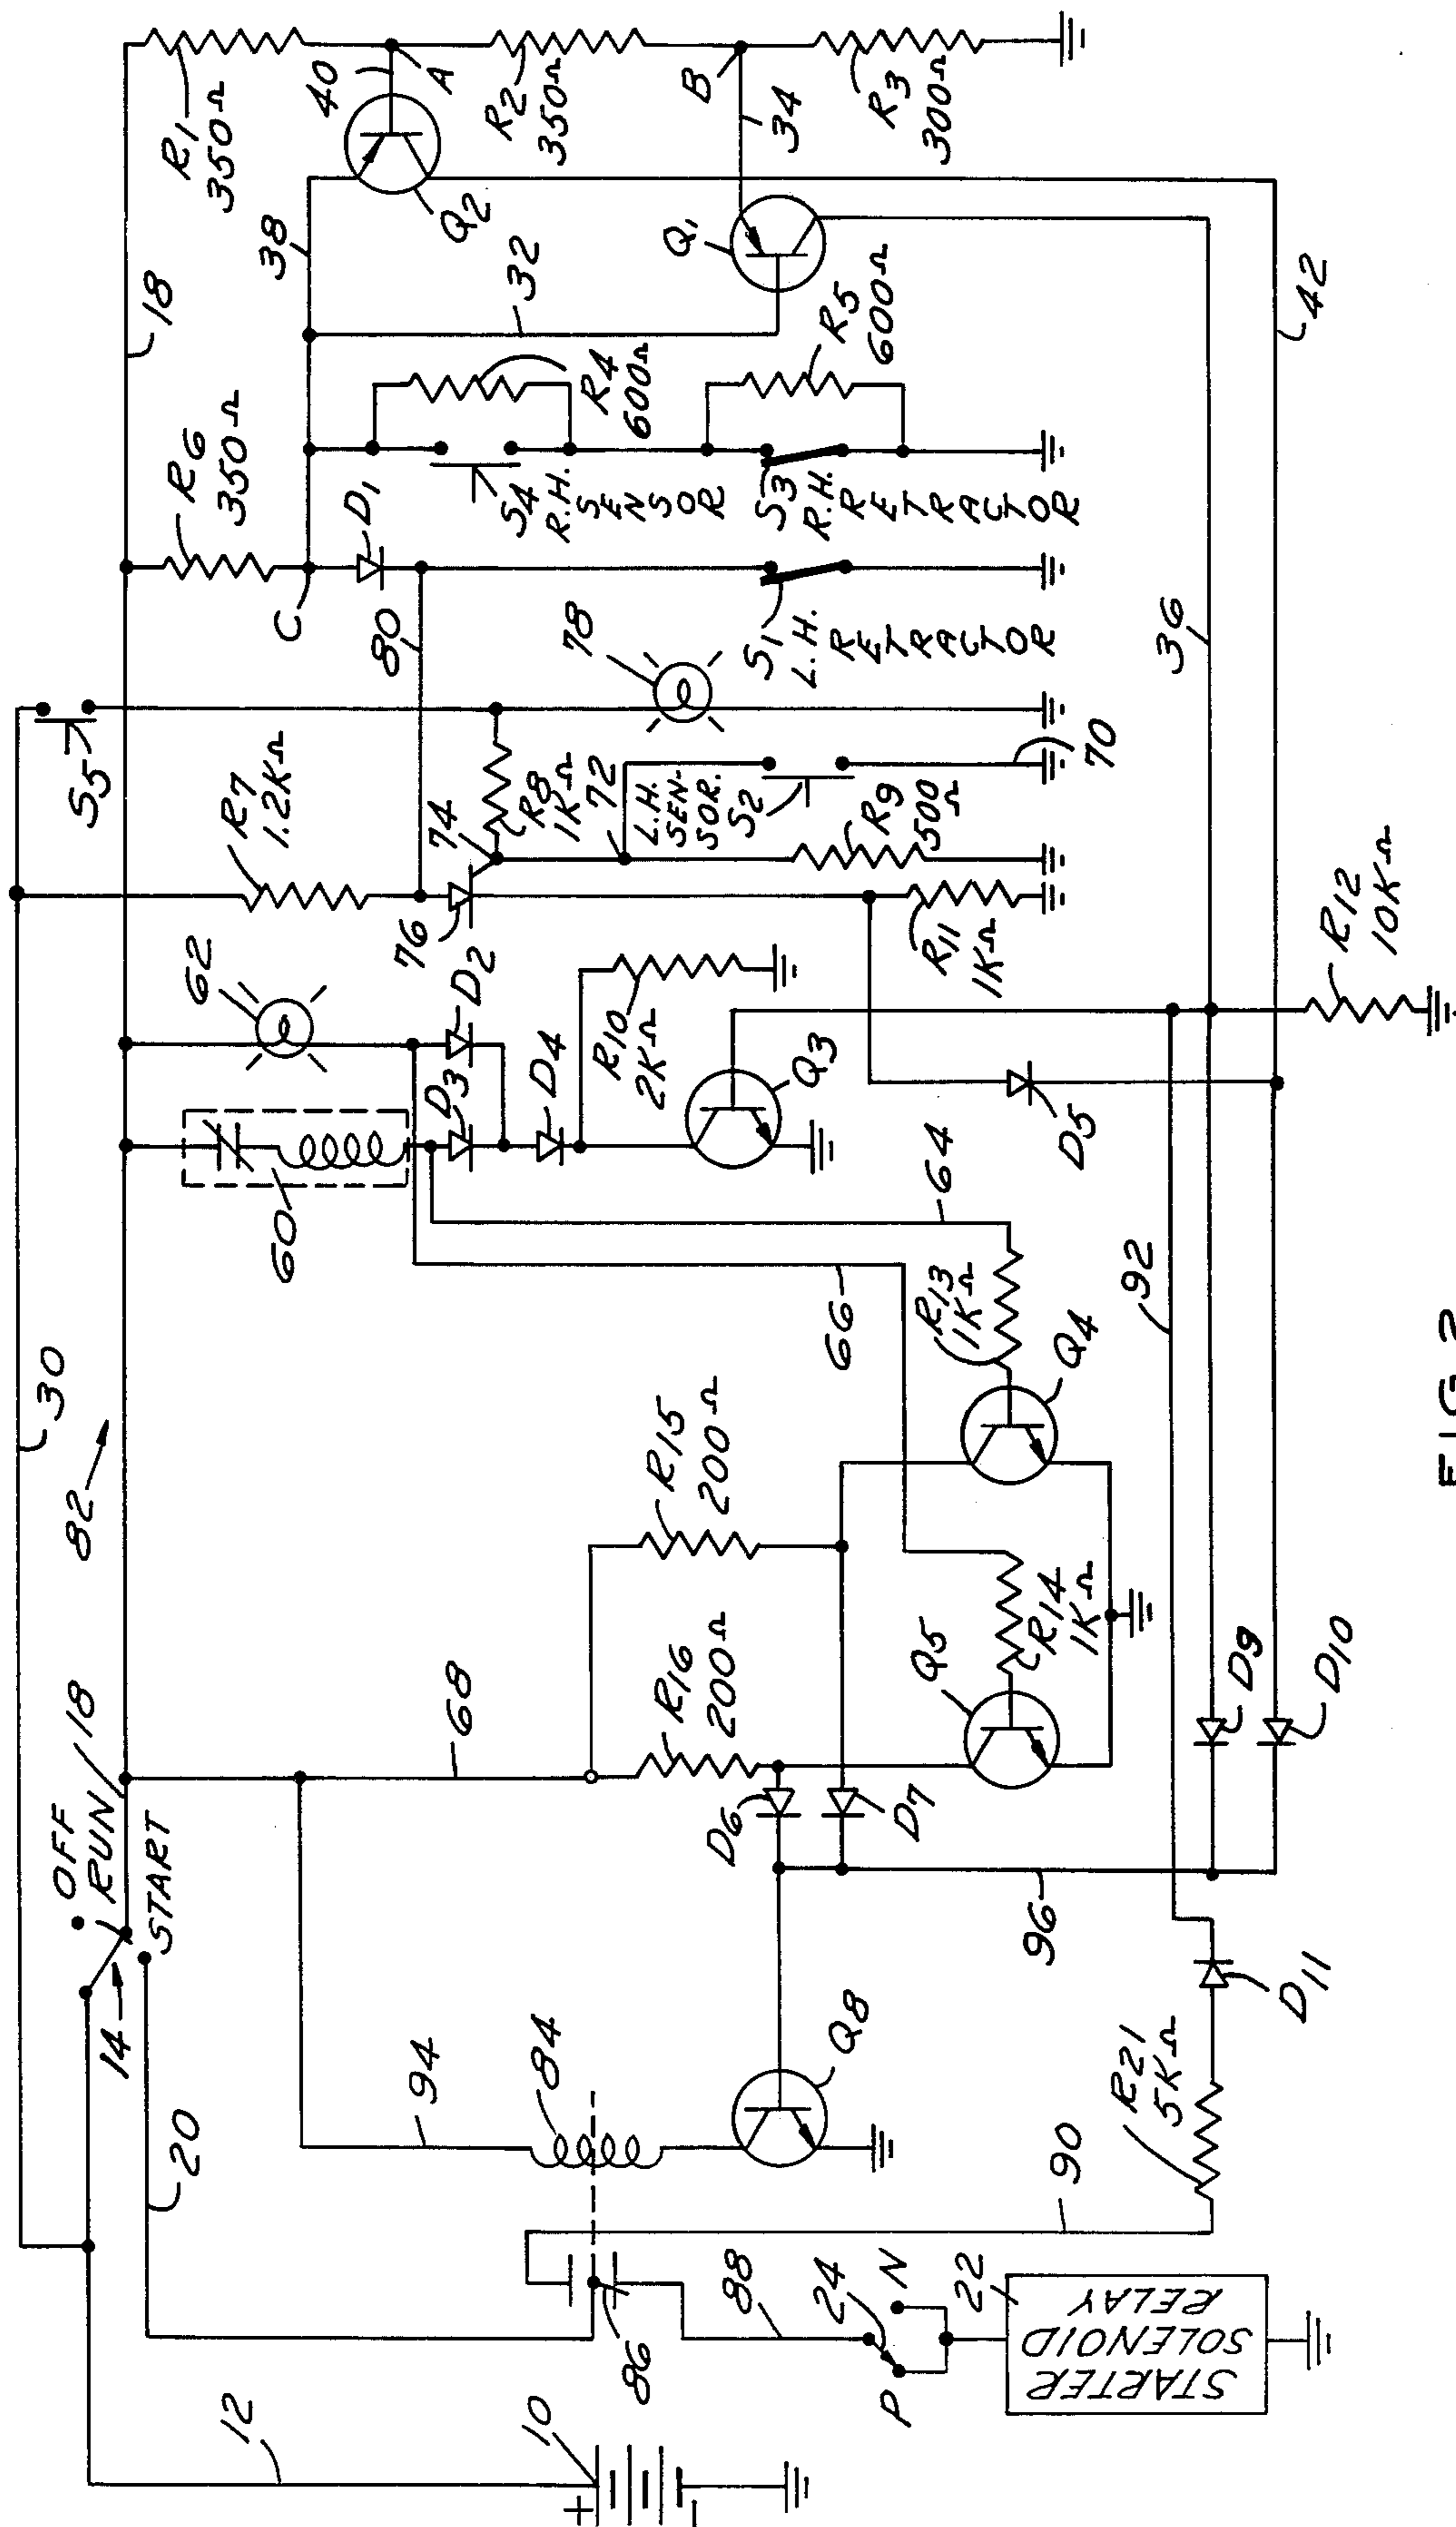 OFF
RUN
START
14
18
30
82
20
12
10
+
-
94
84
86
88
90
24
P
N
22
STARTER
SOLENOID
RELAY
68
R16
200Ω
R15
200Ω
D6
D7
Q5
Q4
R14
1KΩ
R13
1KΩ
Q8
96
R21
5KΩ
D11
D9
D10
92
66
64
60
62
D3
D2
D4
R10
2KΩ
Q3
D5
R12
10KΩ
R11
1KΩ
R9
500
Ω
76
74
R7
1.2KΩ
S5
R8
1KΩ
72
L.H.
SEN-
SOR.
S2
70
78
80
S1
L.H.
RETRACTOR
C
D1
R6
350Ω
18
S4
R.H.
SENSOR
S3
R.H.
RETRACTOR
R4
600Ω
R5
600Ω
32
38
Q1
Q2
36
42
34
40
A
B
R1
350Ω
R2
350Ω
R3
300Ω
FIG.2